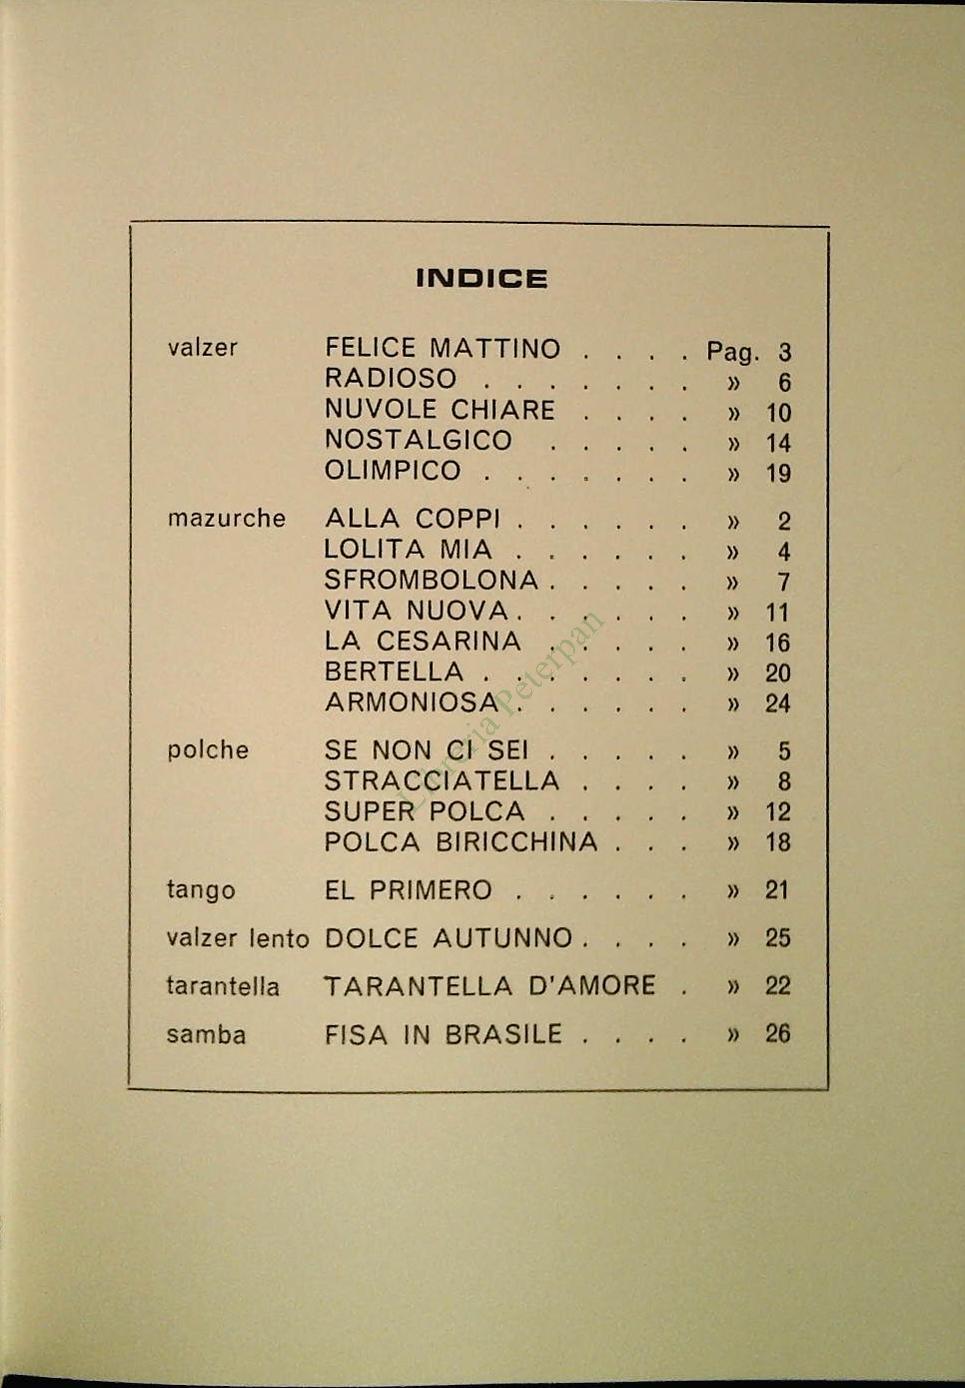 INDICE
valzer FELICE MATTINO . . . . Pag. 3
RADIOSO . . . . . . . » 6
NUVOLE CHIARE . . . . » 10
NOSTALGICO . . . . . » 14
OLIMPICO . . . . . . . » 19
mazurche ALLA COPPI . . . . . . » 2
LOLITA MIA . . . . . . » 4
SFROMBOLONA . . . . . » 7
VITA NUOVA . . . . . . » 11
LA CESARINA . . . . . » 16
BERTELLA . . . . . . . » 20
ARMONIOSA . . . . . . » 24
polche SE NON CI SEI . . . . . » 5
STRACCIATELLA . . . . » 8
SUPER POLCA . . . . . » 12
POLCA BIRICCHINA . . . » 18
tango EL PRIMERO . . . . . . » 21
valzer lento DOLCE AUTUNNO . . . . » 25
tarantella TARANTELLA D'AMORE . » 22
samba FISA IN BRASILE . . . . » 26
Libreria Peterpan